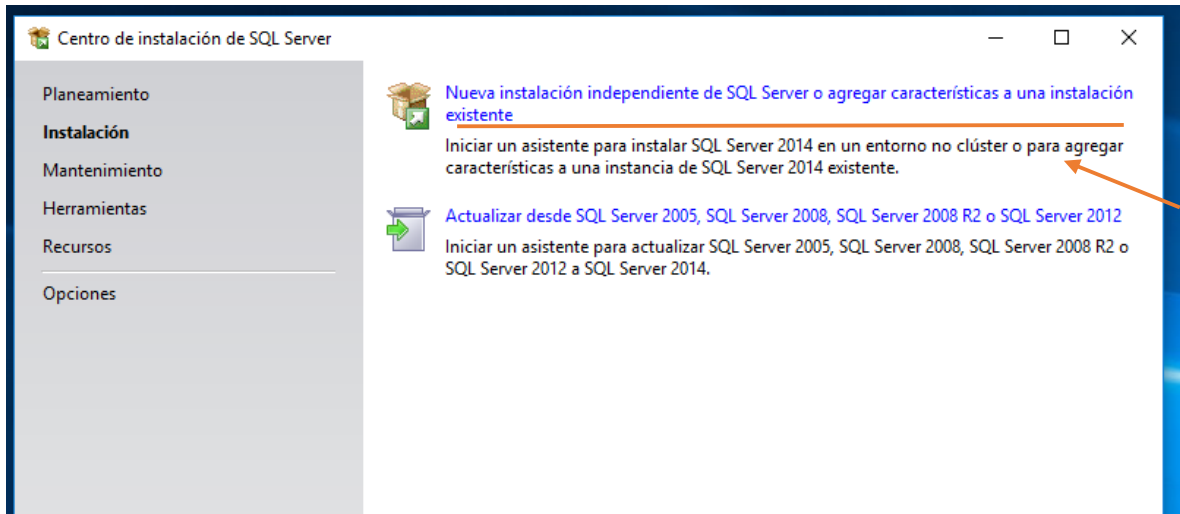 Centro de instalación de SQL Server
Planeamiento
Instalación
Mantenimiento
Herramientas
Recursos
Opciones
Nueva instalación independiente de SQL Server o agregar características a una instalación
existente
Iniciar un asistente para instalar SQL Server 2014 en un entorno no clúster o para agregar
características a una instancia de SQL Server 2014 existente.
Actualizar desde SQL Server 2005, SQL Server 2008, SQL Server 2008 R2 o SQL Server 2012
Iniciar un asistente para actualizar SQL Server 2005, SQL Server 2008, SQL Server 2008 R2 o
SQL Server 2012 a SQL Server 2014.